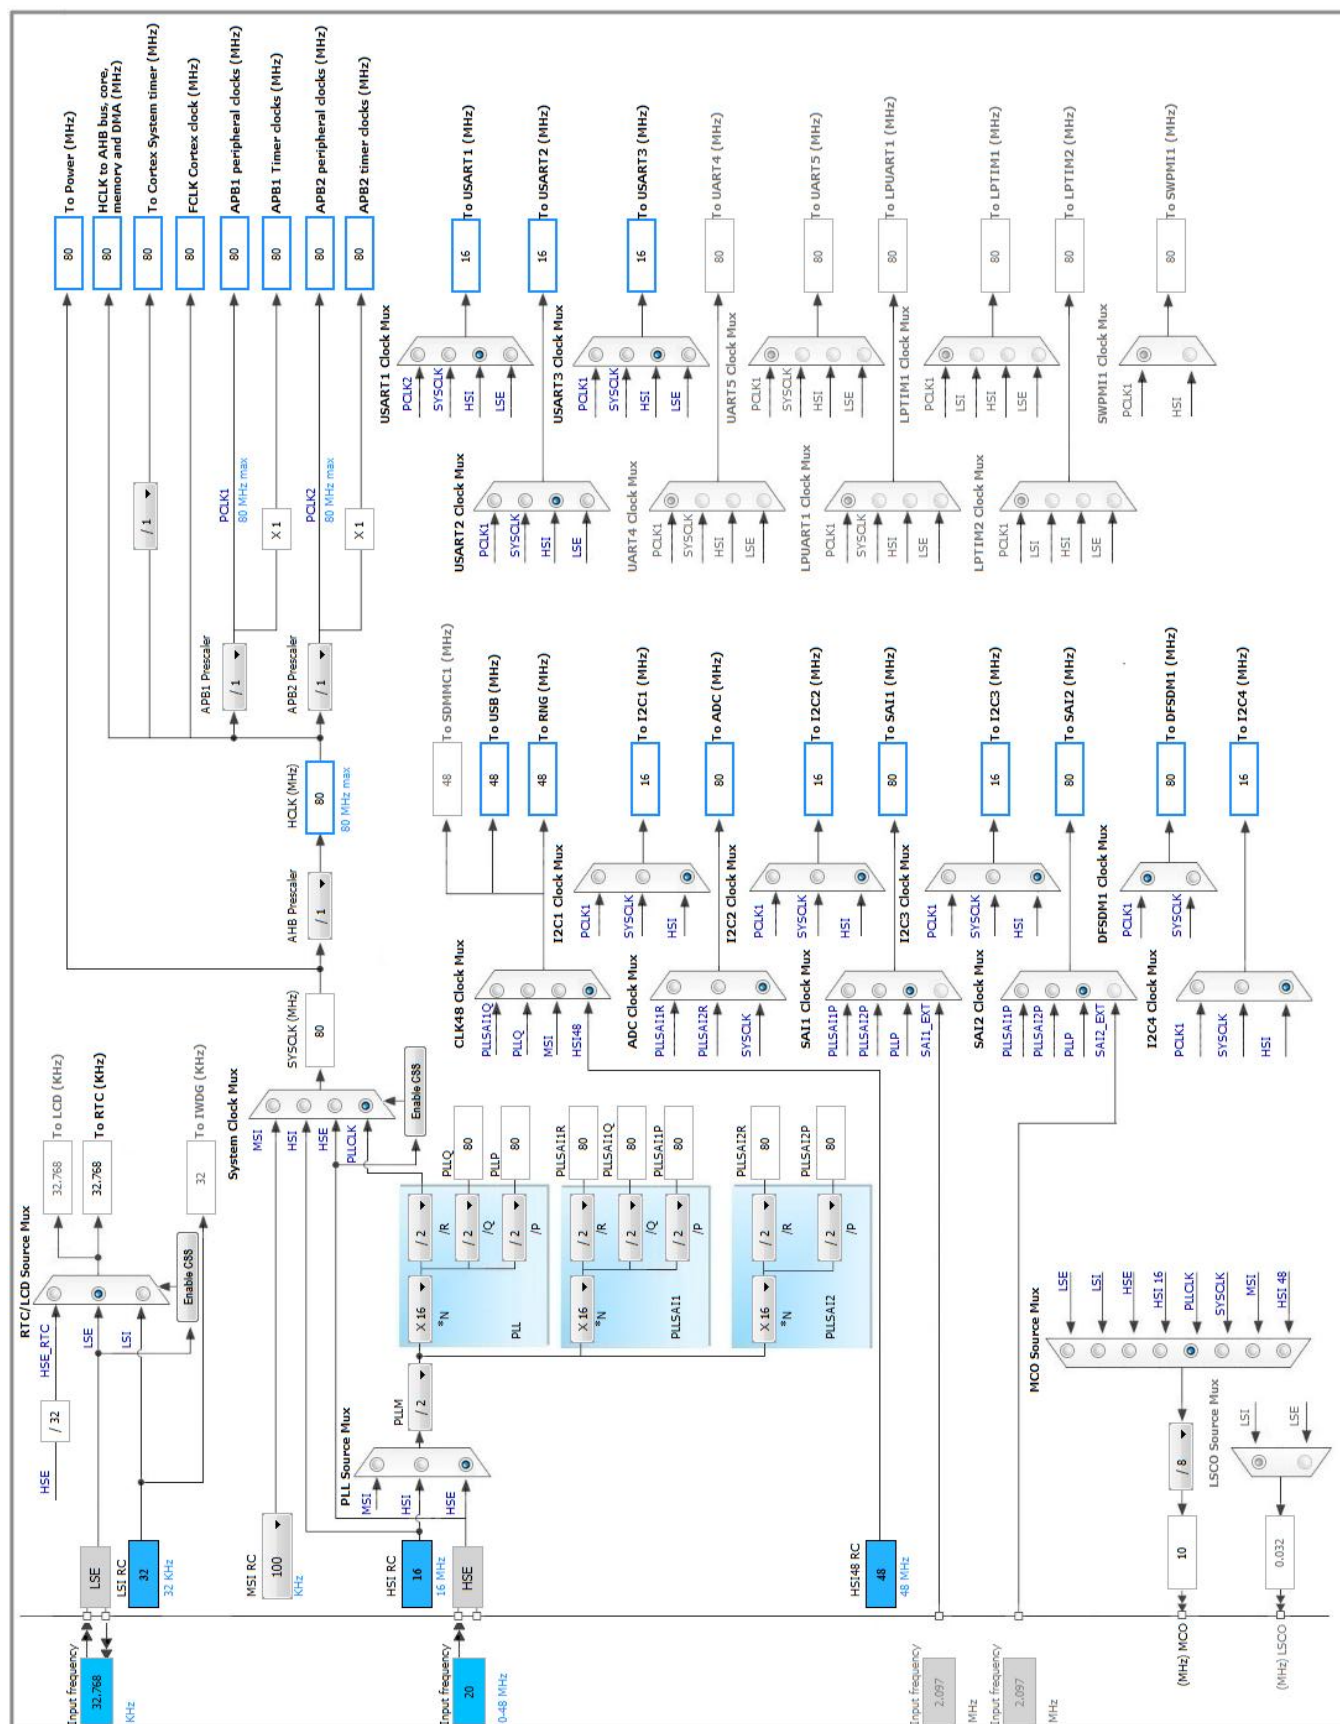 RTC/LCD Source Mux
HSE
/ 32
HSE_RTC
LSE
LSI
Enable CSS
32.768
To LCD (KHz)
32.768
To RTC (KHz)
32
To IWDG (KHz)
Input frequency
32.768
KHz
LSE
LSI RC
32
32 KHz
MSI RC
100
KHz
HSI RC
16
16 MHz
Input frequency
20
0-48 MHz
HSE
HSI48 RC
48
48 MHz
Input frequency
2.097
MHz
Input frequency
2.097
MHz
PLL Source Mux
MSI
HSI
HSE
PLLM
/ 2
X 16
*N
PLL
/ 2
/R
/ 2
/Q
/ 2
/P
PLLQ
80
PLLP
80
X 16
*N
PLLSAI1
/ 2
/R
/ 2
/Q
/ 2
/P
PLLSAI1R
80
PLLSAI1Q
80
PLLSAI1P
80
X 16
*N
PLLSAI2
/ 2
/R
/ 2
/P
PLLSAI2R
80
PLLSAI2P
80
System Clock Mux
MSI
HSI
HSE
PLLCLK
Enable CSS
SYSCLK (MHz)
80
AHB Prescaler
/ 1
HCLK (MHz)
80
80 MHz max
APB1 Prescaler
/ 1
APB2 Prescaler
/ 1
/ 1
PCLK1
80 MHz max
X 1
PCLK2
80 MHz max
X 1
80
To Power (MHz)
80
HCLK to AHB bus, core,
memory and DMA (MHz)
80
To Cortex System timer (MHz)
80
FCLK Cortex clock (MHz)
80
APB1 peripheral clocks (MHz)
80
APB1 Timer clocks (MHz)
80
APB2 peripheral clocks (MHz)
80
APB2 timer clocks (MHz)
CLK48 Clock Mux
PLLSAI1Q
PLLQ
MSI
HSI48
48
To SDMMC1 (MHz)
48
To USB (MHz)
48
To RNG (MHz)
I2C1 Clock Mux
PCLK1
SYSCLK
HSI
16
To I2C1 (MHz)
ADC Clock Mux
PLLSAI1R
PLLSAI2R
SYSCLK
80
To ADC (MHz)
I2C2 Clock Mux
PCLK1
SYSCLK
HSI
16
To I2C2 (MHz)
SAI1 Clock Mux
PLLSAI1P
PLLSAI2P
PLLP
SAI1_EXT
80
To SAI1 (MHz)
I2C3 Clock Mux
PCLK1
SYSCLK
HSI
16
To I2C3 (MHz)
SAI2 Clock Mux
PLLSAI1P
PLLSAI2P
PLLP
SAI2_EXT
80
To SAI2 (MHz)
DFSDM1 Clock Mux
PCLK1
SYSCLK
80
To DFSDM1 (MHz)
I2C4 Clock Mux
PCLK1
SYSCLK
HSI
16
To I2C4 (MHz)
USART1 Clock Mux
PCLK2
SYSCLK
HSI
LSE
16
To USART1 (MHz)
USART2 Clock Mux
PCLK1
SYSCLK
HSI
LSE
16
To USART2 (MHz)
USART3 Clock Mux
PCLK1
SYSCLK
HSI
LSE
16
To USART3 (MHz)
UART4 Clock Mux
PCLK1
SYSCLK
HSI
LSE
80
To UART4 (MHz)
UART5 Clock Mux
PCLK1
SYSCLK
HSI
LSE
80
To UART5 (MHz)
LPUART1 Clock Mux
PCLK1
SYSCLK
HSI
LSE
80
To LPUART1 (MHz)
LPTIM1 Clock Mux
PCLK1
LSI
HSI
LSE
80
To LPTIM1 (MHz)
LPTIM2 Clock Mux
PCLK1
LSI
HSI
LSE
80
To LPTIM2 (MHz)
SWPMI1 Clock Mux
PCLK1
HSI
80
To SWPMI1 (MHz)
MCO Source Mux
LSE
LSI
HSE
HSI 16
PLLCLK
SYSCLK
MSI
HSI 48
/ 8
10
(MHz) MCO
LSCO Source Mux
LSI
LSE
0.032
(MHz) LSCO